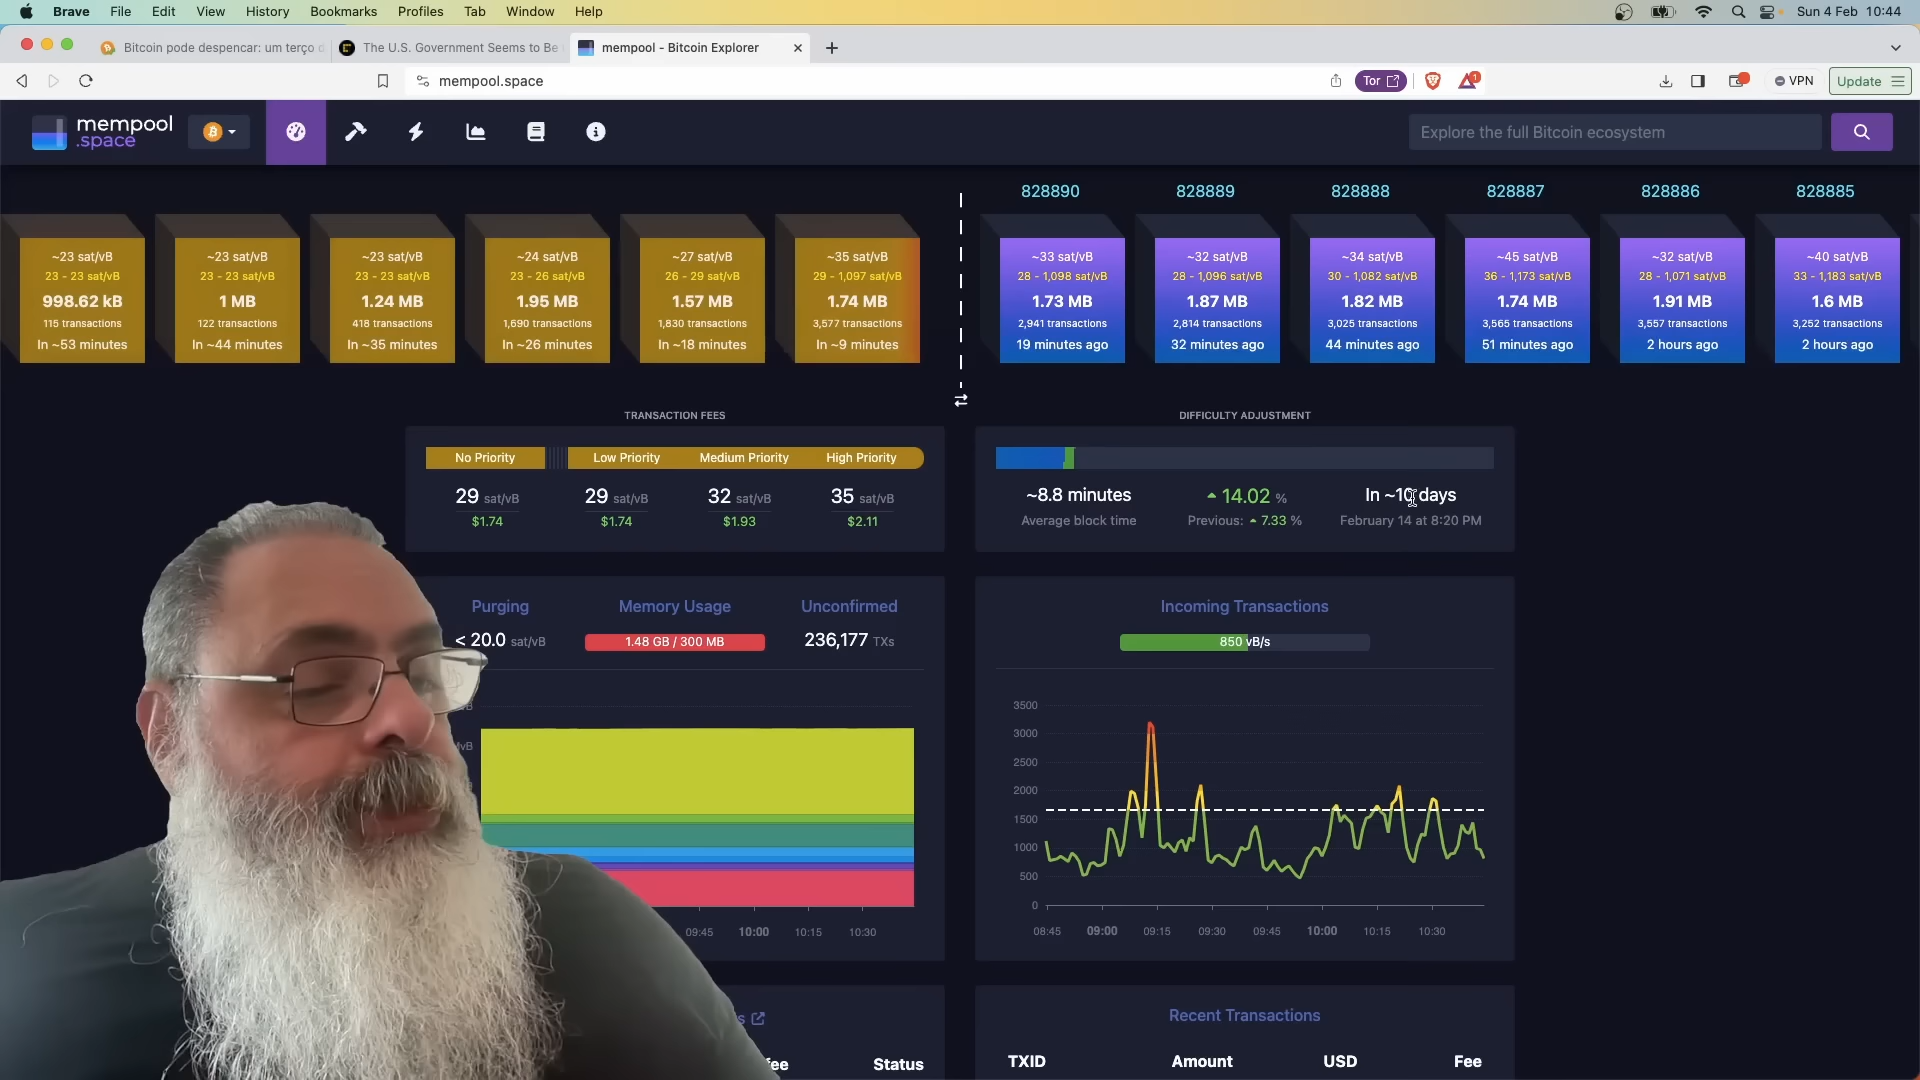 Brave File Edit View History Bookmarks Profiles Tab Window Help Sun 4 Feb 10:44
Bitcoin pode despencar: um terço d The U.S. Government Seems to Be mempool - Bitcoin Explorer
mempool.space Tor 1 VPN Update
mempool
.space
Explore the full Bitcoin ecosystem
828890 828889 828888 828887 828886 828885
~23 sat/vB ~23 sat/vB ~23 sat/vB ~24 sat/vB ~27 sat/vB ~35 sat/vB ~33 sat/vB ~32 sat/vB ~34 sat/vB ~45 sat/vB ~32 sat/vB ~40 sat/vB
23 - 23 sat/vB 23 - 23 sat/vB 23 - 23 sat/vB 23 - 26 sat/vB 26 - 29 sat/vB 29 - 1,097 sat/vB 28 - 1,098 sat/vB 28 - 1,096 sat/vB 30 - 1,082 sat/vB 36 - 1,173 sat/vB 28 - 1,071 sat/vB 33 - 1,183 sat/vB
998.62 kB 1 MB 1.24 MB 1.95 MB 1.57 MB 1.74 MB 1.73 MB 1.87 MB 1.82 MB 1.74 MB 1.91 MB 1.6 MB
115 transactions 122 transactions 418 transactions 1,690 transactions 1,830 transactions 3,577 transactions 2,941 transactions 2,814 transactions 3,025 transactions 3,565 transactions 3,557 transactions 3,252 transactions
In ~53 minutes In ~44 minutes In ~35 minutes In ~26 minutes In ~18 minutes In ~9 minutes 19 minutes ago 32 minutes ago 44 minutes ago 51 minutes ago 2 hours ago 2 hours ago
TRANSACTION FEES
No Priority Low Priority Medium Priority High Priority
29 sat/vB 29 sat/vB 32 sat/vB 35 sat/vB
$1.74 $1.74 $1.93 $2.11
DIFFICULTY ADJUSTMENT
~8.8 minutes 14.02 % In ~10 days
Average block time Previous: 7.33 % February 14 at 8:20 PM
Purging Memory Usage Unconfirmed
< 20.0 sat/vB 1.48 GB / 300 MB 236,177 TXs
09:45 10:00 10:15 10:30
Incoming Transactions
850 vB/s
3500
3000
2500
2000
1500
1000
500
0
08:45 09:00 09:15 09:30 09:45 10:00 10:15 10:30
Status
Recent Transactions
TXID Amount USD Fee